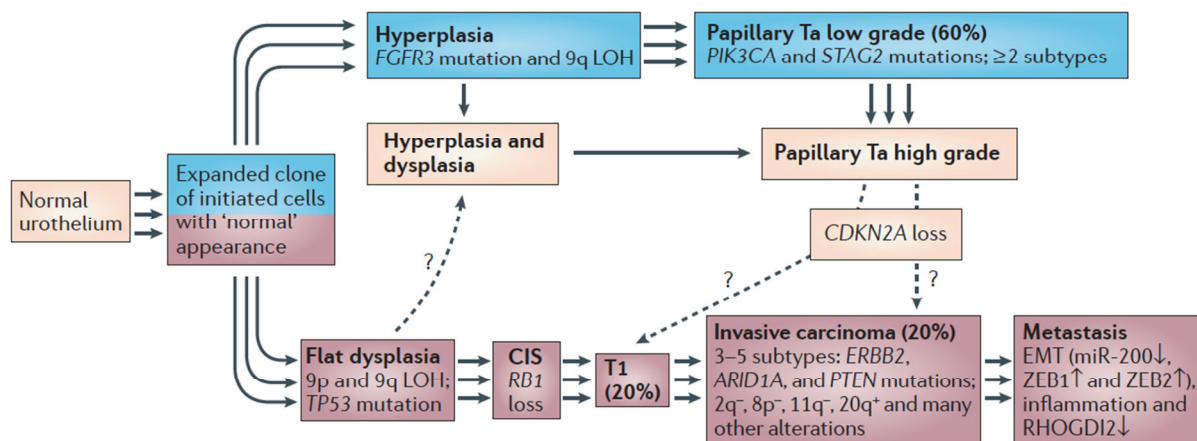 Hyperplasia
FGFR3 mutation and 9q LOH
Papillary Ta low grade (60%)
PIK3CA and STAG2 mutations; ≥2 subtypes
Hyperplasia and
dysplasia
Papillary Ta high grade
Normal
urothelium
Expanded clone
of initiated cells
with ‘normal’
appearance
CDKN2A loss
?
?
?
Flat dysplasia
9p and 9q LOH;
TP53 mutation
CIS
RB1
loss
T1
(20%)
Invasive carcinoma (20%)
3–5 subtypes: ERBB2,
ARID1A, and PTEN mutations;
2q⁻, 8p⁻, 11q⁻, 20q⁺ and many
other alterations
Metastasis
EMT (miR-200↓,
ZEB1↑ and ZEB2↑),
inflammation and
RHOGDI2↓